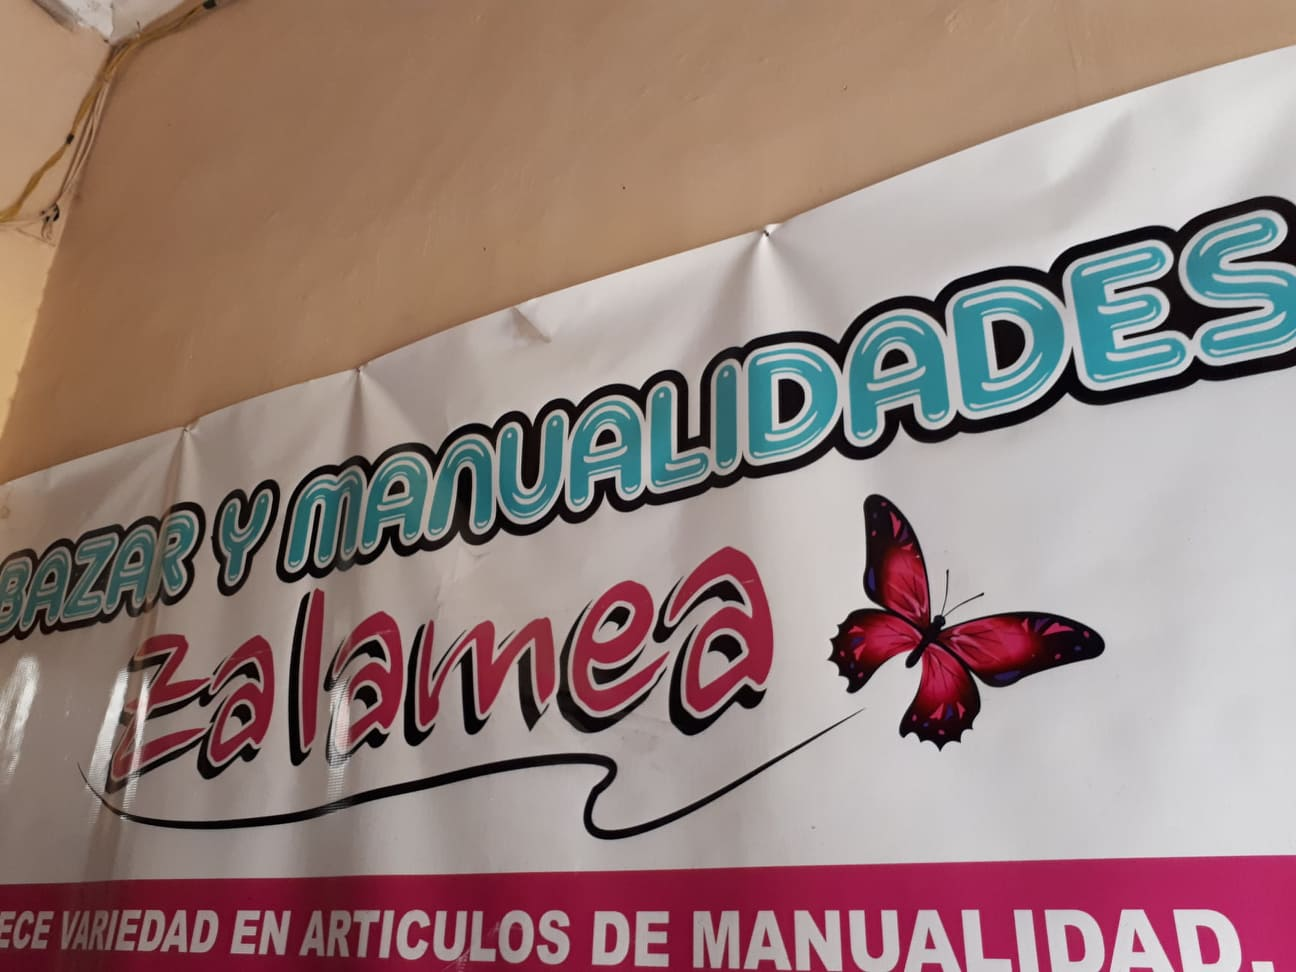 BAZAR Y MANUALIDADES
Zalamea
ECE VARIEDAD EN ARTICULOS DE MANUALIDAD,